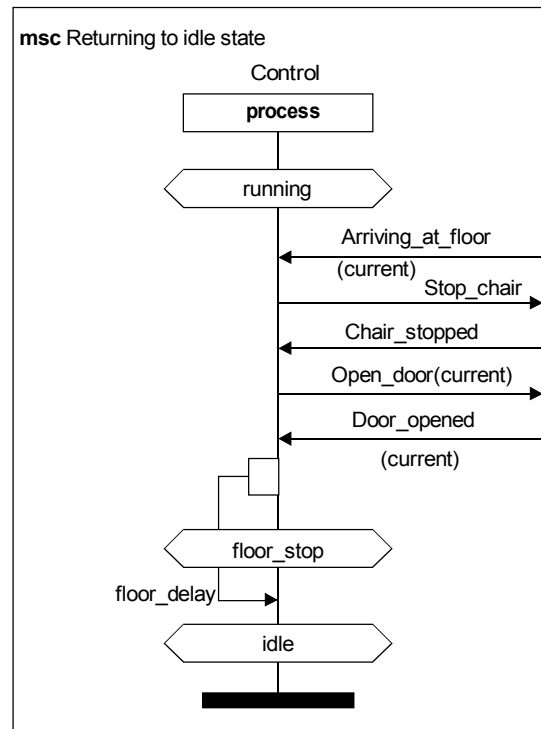 msc Returning to idle state
Control
process
running
Arriving_at_floor
(current)
Stop_chair
Chair_stopped
Open_door(current)
Door_opened
(current)
floor_stop
floor_delay
idle